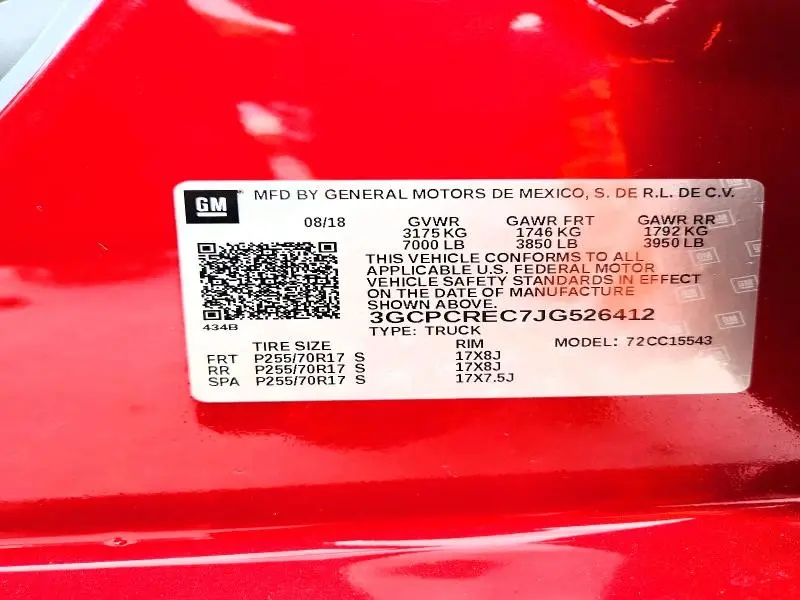 GM MFD BY GENERAL MOTORS DE MEXICO, S. DE R.L. DE C.V.
08/18 GVWR GAWR FRT GAWR RR
3175 KG 1746 KG 1792 KG
7000 LB 3850 LB 3950 LB
THIS VEHICLE CONFORMS TO ALL
APPLICABLE U.S. FEDERAL MOTOR
VEHICLE SAFETY STANDARDS IN EFFECT
ON THE DATE OF MANUFACTURE
SHOWN ABOVE.
3GCPCREC7JG526412
434B
TYPE: TRUCK
TIRE SIZE RIM MODEL: 72CC15543
FRT P255/70R17 S 17X8J
RR P255/70R17 S 17X8J
SPA P255/70R17 S 17X7.5J